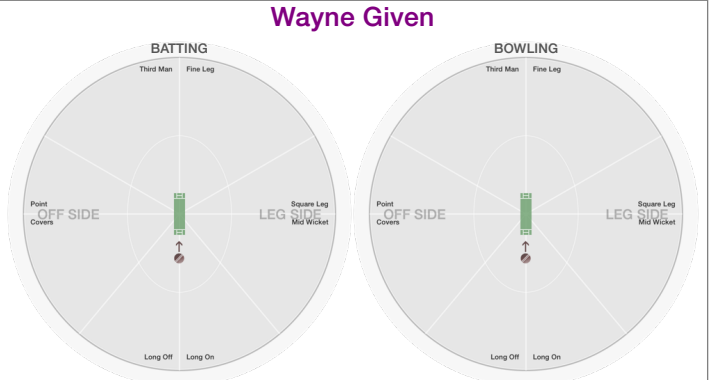 Wayne Given
BATTING
Third Man Fine Leg
Point
OFF SIDE
Covers
Square Leg
LEG SIDE
Mid Wicket
Long Off Long On
BOWLING
Third Man Fine Leg
Point
OFF SIDE
Covers
Square Leg
LEG SIDE
Mid Wicket
Long Off Long On